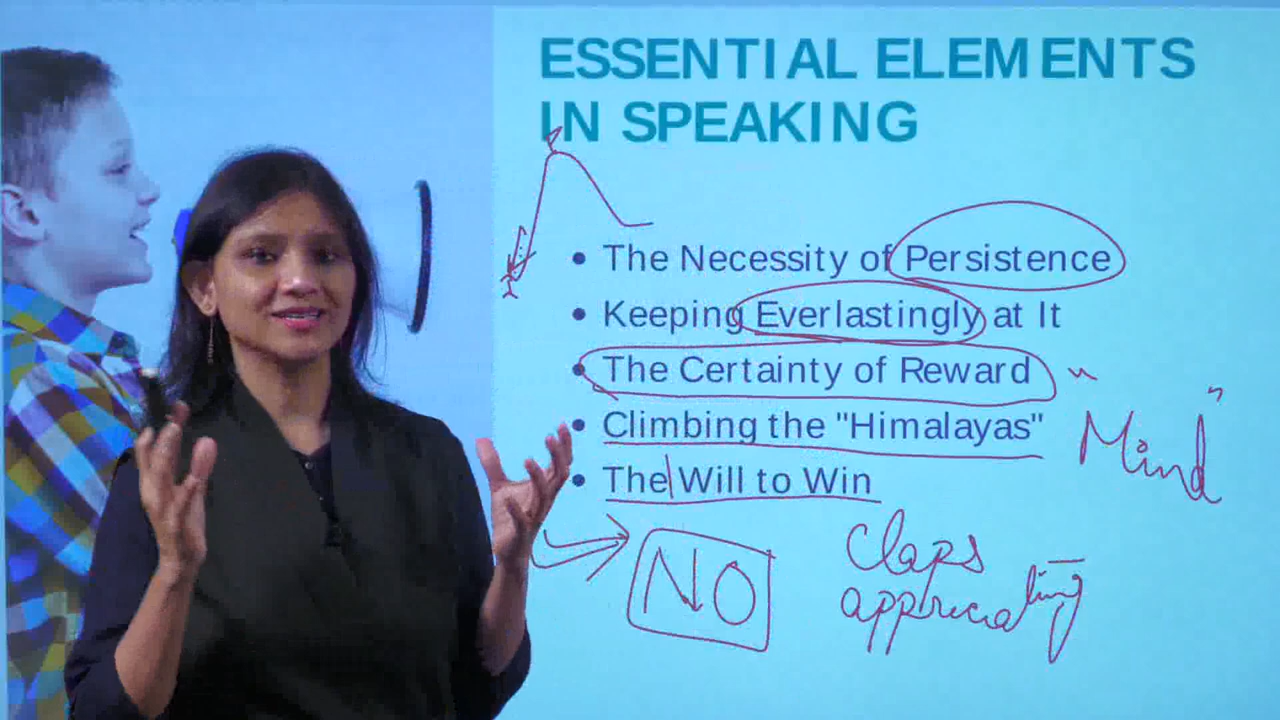 ESSENTIAL ELEMENTS
IN SPEAKING
• The Necessity of Persistence
• Keeping Everlastingly at It
• The Certainty of Reward
• Climbing the "Himalayas"
• The Will to Win
"Mind"
NO
Claps
appriciating